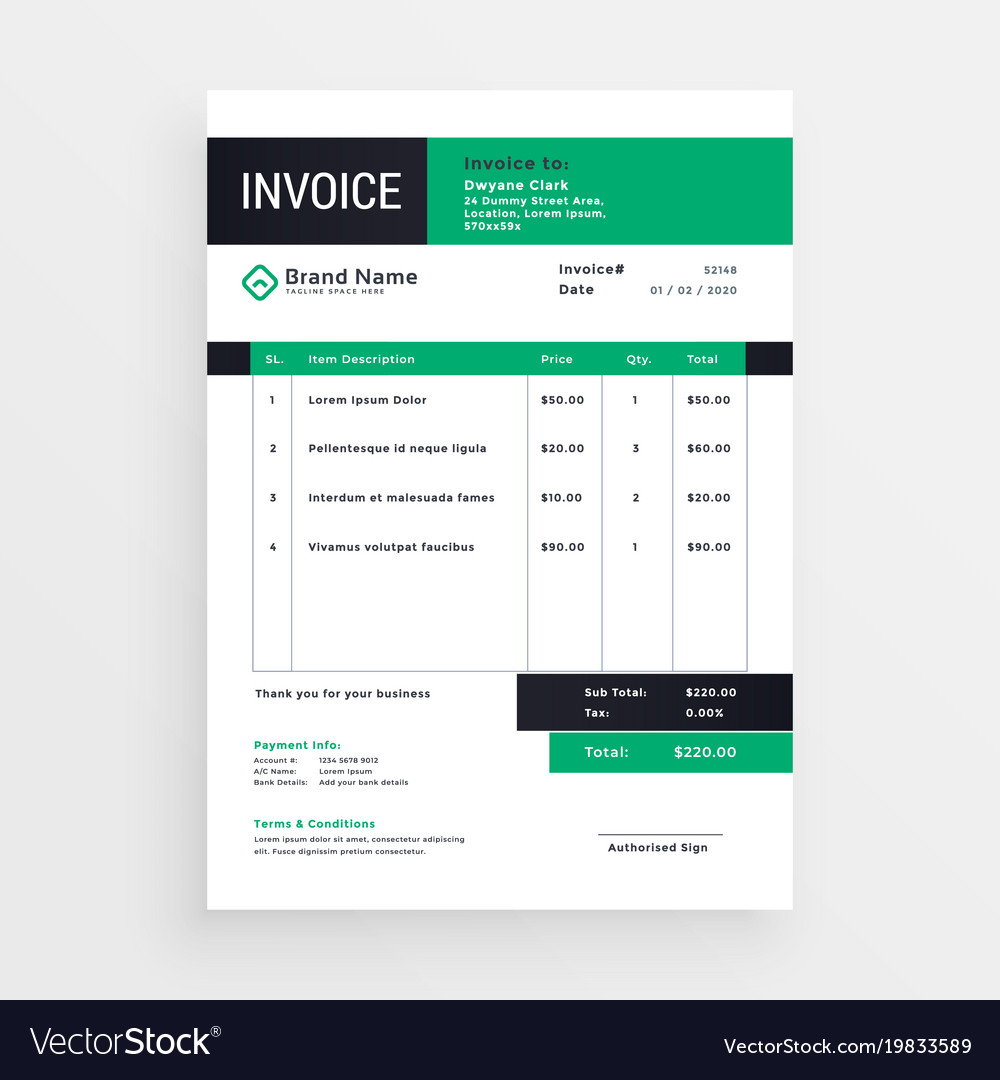 INVOICE
Invoice to:
Dwyane Clark
24 Dummy Street Area,
Location, Lorem Ipsum,
570xx59x
Brand Name
TAGLINE SPACE HERE
Invoice# 52148
Date 01 / 02 / 2020
SL. Item Description Price Qty. Total
1 Lorem Ipsum Dolor $50.00 1 $50.00
2 Pellentesque id neque ligula $20.00 3 $60.00
3 Interdum et malesuada fames $10.00 2 $20.00
4 Vivamus volutpat faucibus $90.00 1 $90.00
Thank you for your business
Sub Total: $220.00
Tax: 0.00%
Total: $220.00
Payment Info:
Account #: 1234 5678 9012
A/C Name: Lorem Ipsum
Bank Details: Add your bank details
Terms & Conditions
Lorem ipsum dolor sit amet, consectetur adipiscing
elit. Fusce dignissim pretium consectetur.
Authorised Sign
VectorStock®
VectorStock.com/19833589